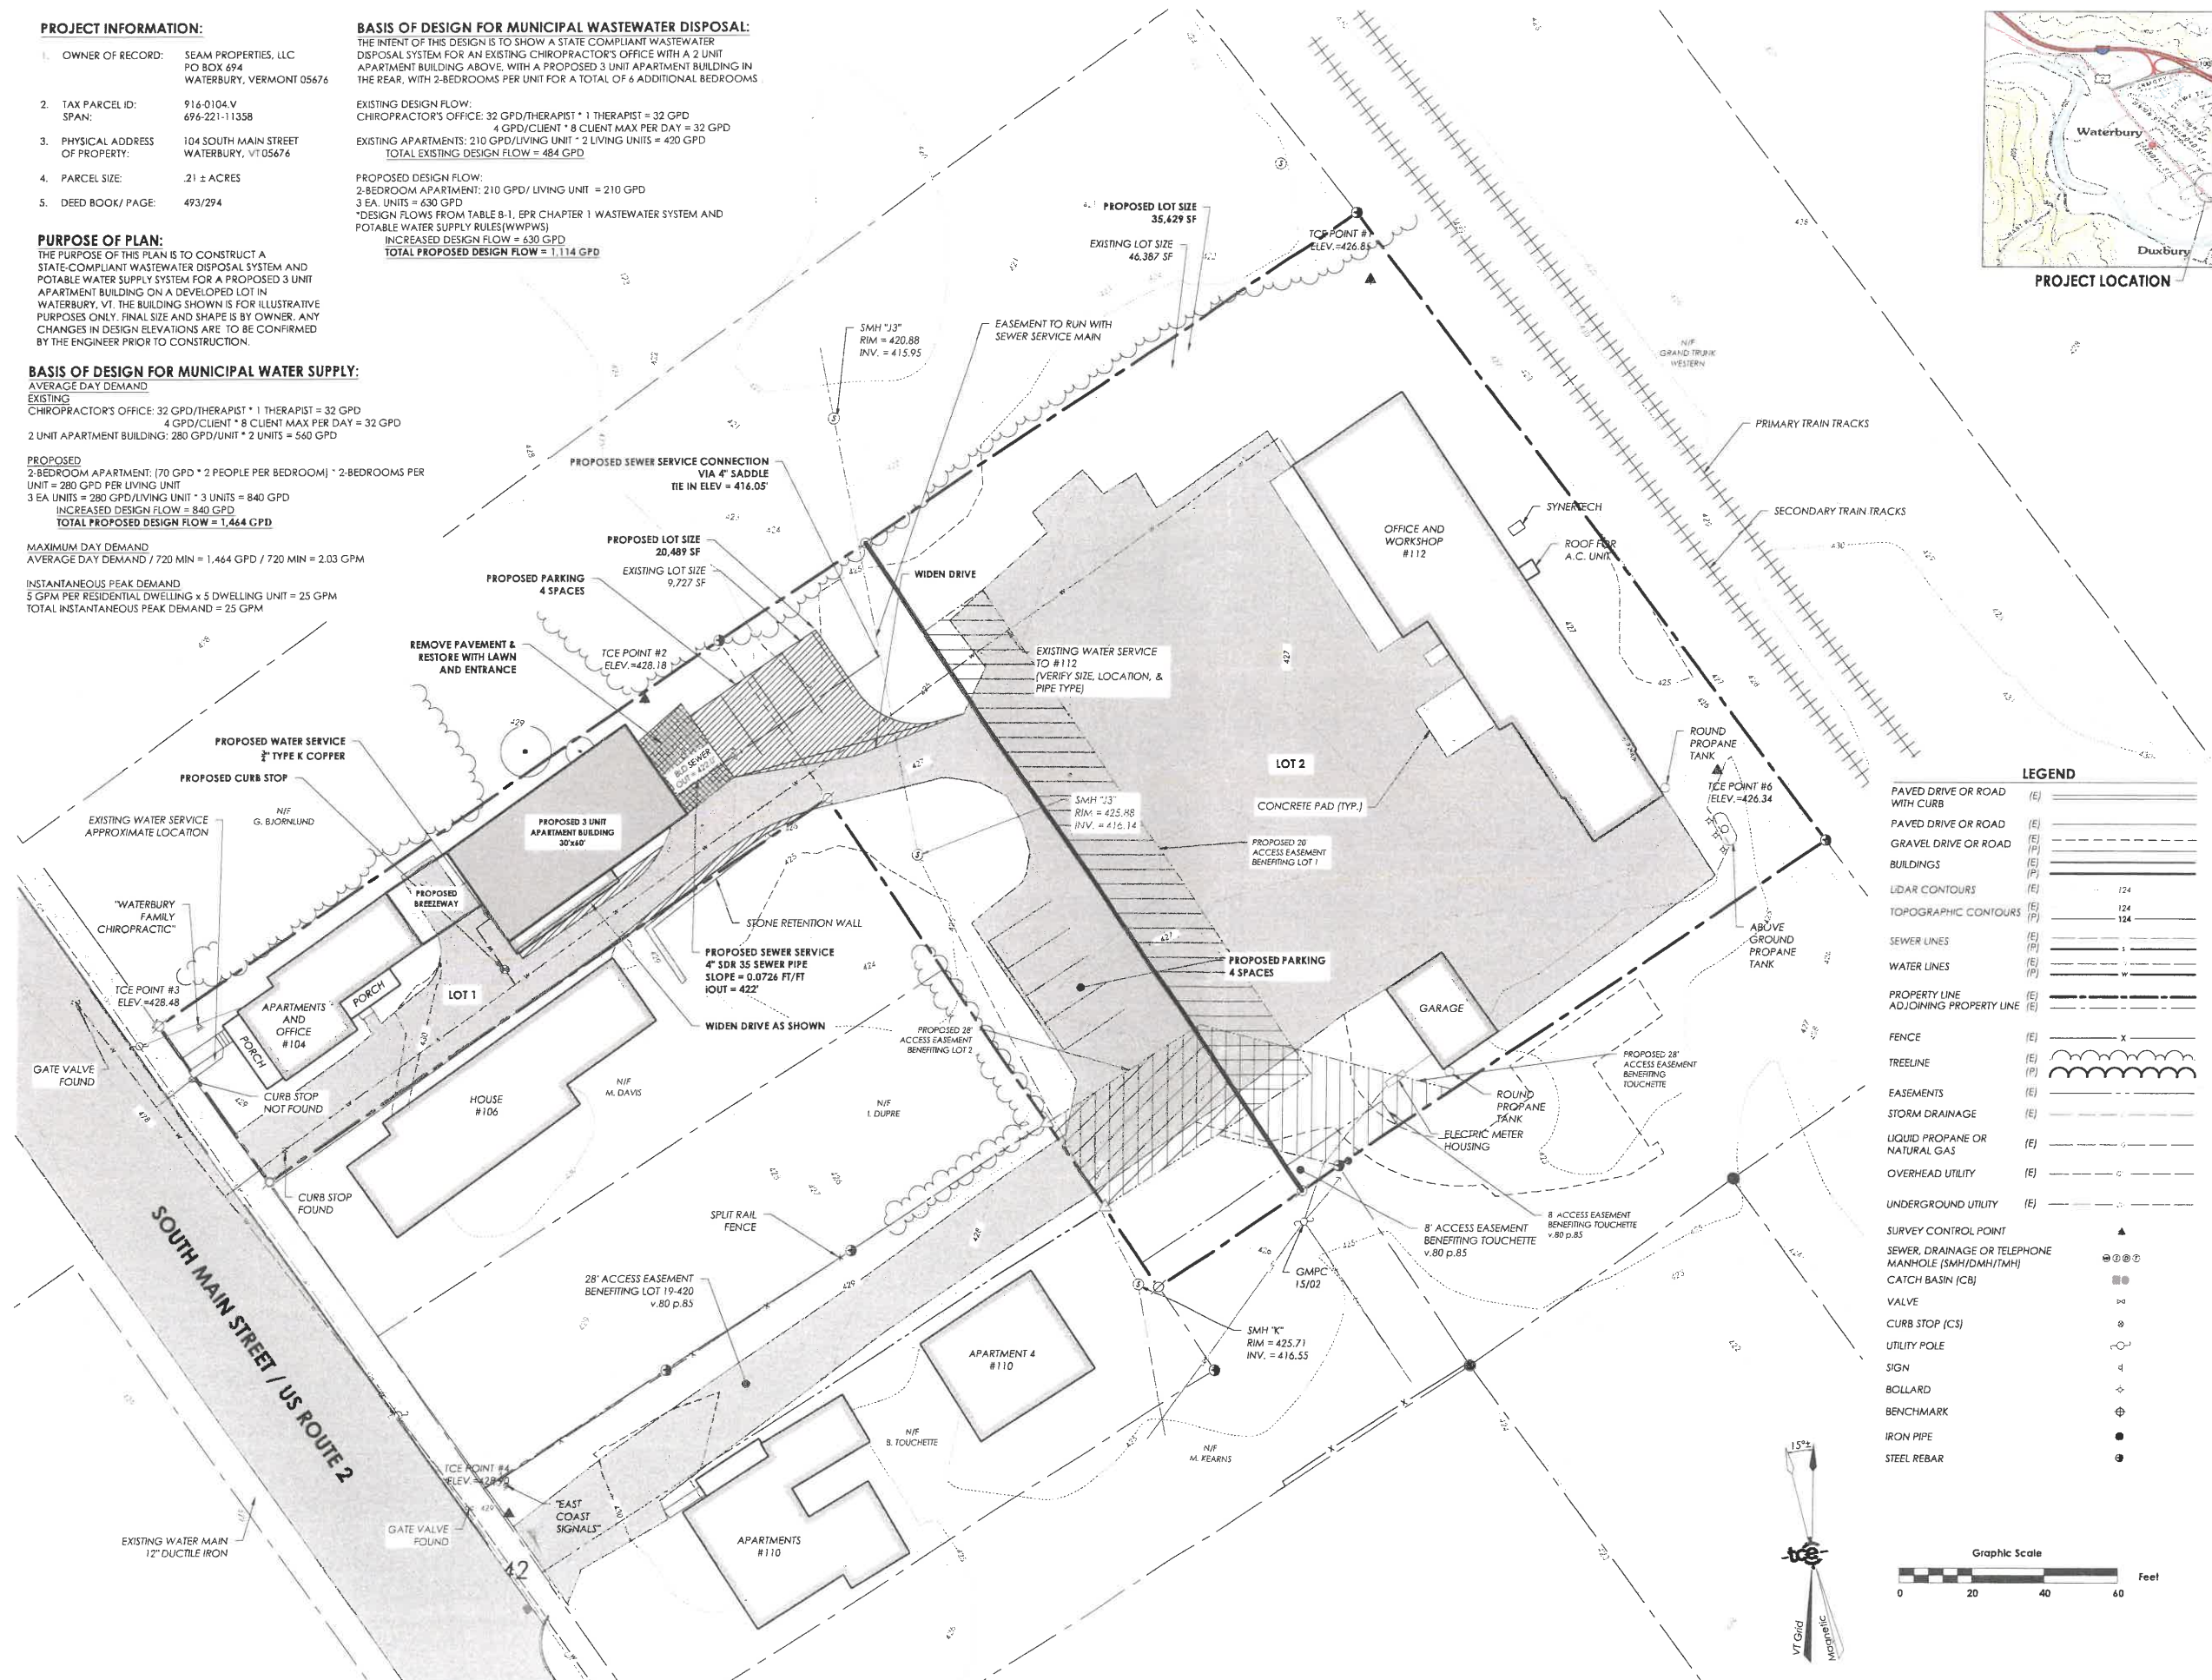 PROJECT INFORMATION:
1. OWNER OF RECORD: SEAM PROPERTIES, LLC
PO BOX 694
WATERBURY, VERMONT 05676
2. TAX PARCEL ID: 916-0104.V
SPAN: 696-221-11358
3. PHYSICAL ADDRESS 104 SOUTH MAIN STREET
OF PROPERTY: WATERBURY, VT 05676
4. PARCEL SIZE: .21 ± ACRES
5. DEED BOOK/ PAGE: 493/294
PURPOSE OF PLAN:
THE PURPOSE OF THIS PLAN IS TO CONSTRUCT A
STATE-COMPLIANT WASTEWATER DISPOSAL SYSTEM AND
POTABLE WATER SUPPLY SYSTEM FOR A PROPOSED 3 UNIT
APARTMENT BUILDING ON A DEVELOPED LOT IN
WATERBURY, VT. THE BUILDING SHOWN IS FOR ILLUSTRATIVE
PURPOSES ONLY. FINAL SIZE AND SHAPE IS BY OWNER. ANY
CHANGES IN DESIGN ELEVATIONS ARE TO BE CONFIRMED
BY THE ENGINEER PRIOR TO CONSTRUCTION.
BASIS OF DESIGN FOR MUNICIPAL WATER SUPPLY:
AVERAGE DAY DEMAND
EXISTING
CHIROPRACTOR'S OFFICE: 32 GPD/THERAPIST * 1 THERAPIST = 32 GPD
4 GPD/CLIENT * 8 CLIENT MAX PER DAY = 32 GPD
2 UNIT APARTMENT BUILDING: 280 GPD/UNIT * 2 UNITS = 560 GPD
PROPOSED
2-BEDROOM APARTMENT: (70 GPD * 2 PEOPLE PER BEDROOM) * 2-BEDROOMS PER
UNIT = 280 GPD PER LIVING UNIT
3 EA UNITS = 280 GPD/LIVING UNIT * 3 UNITS = 840 GPD
INCREASED DESIGN FLOW = 840 GPD
TOTAL PROPOSED DESIGN FLOW = 1,464 GPD
MAXIMUM DAY DEMAND
AVERAGE DAY DEMAND / 720 MIN = 1,464 GPD / 720 MIN = 2.03 GPM
INSTANTANEOUS PEAK DEMAND
5 GPM PER RESIDENTIAL DWELLING x 5 DWELLING UNIT = 25 GPM
TOTAL INSTANTANEOUS PEAK DEMAND = 25 GPM
BASIS OF DESIGN FOR MUNICIPAL WASTEWATER DISPOSAL:
THE INTENT OF THIS DESIGN IS TO SHOW A STATE COMPLIANT WASTEWATER
DISPOSAL SYSTEM FOR AN EXISTING CHIROPRACTOR'S OFFICE WITH A 2 UNIT
APARTMENT BUILDING ABOVE, WITH A PROPOSED 3 UNIT APARTMENT BUILDING IN
THE REAR, WITH 2-BEDROOMS PER UNIT FOR A TOTAL OF 6 ADDITIONAL BEDROOMS
EXISTING DESIGN FLOW:
CHIROPRACTOR'S OFFICE: 32 GPD/THERAPIST * 1 THERAPIST = 32 GPD
4 GPD/CLIENT * 8 CLIENT MAX PER DAY = 32 GPD
EXISTING APARTMENTS: 210 GPD/LIVING UNIT * 2 LIVING UNITS = 420 GPD
TOTAL EXISTING DESIGN FLOW = 484 GPD
PROPOSED DESIGN FLOW:
2-BEDROOM APARTMENT: 210 GPD/ LIVING UNIT = 210 GPD
3 EA. UNITS = 630 GPD
*DESIGN FLOWS FROM TABLE 8-1, EPR CHAPTER 1 WASTEWATER SYSTEM AND
POTABLE WATER SUPPLY RULES(WWPWS)
INCREASED DESIGN FLOW = 630 GPD
TOTAL PROPOSED DESIGN FLOW = 1,114 GPD
Waterbury
Duxbury
PROJECT LOCATION
PROPOSED LOT SIZE
35,629 SF
EXISTING LOT SIZE
46,387 SF
TCE POINT #1
ELEV.=426.85
SMH "J3"
RIM = 420.88
INV. = 415.95
EASEMENT TO RUN WITH
SEWER SERVICE MAIN
N/F
GRAND TRUNK
WESTERN
PRIMARY TRAIN TRACKS
SECONDARY TRAIN TRACKS
PROPOSED SEWER SERVICE CONNECTION
VIA 4" SADDLE
TIE IN ELEV = 416.05'
PROPOSED LOT SIZE
20,489 SF
EXISTING LOT SIZE
9,727 SF
PROPOSED PARKING
4 SPACES
WIDEN DRIVE
OFFICE AND
WORKSHOP
#112
SYNERTECH
ROOF FOR
A.C. UNIT
REMOVE PAVEMENT &
RESTORE WITH LAWN
AND ENTRANCE
TCE POINT #2
ELEV.=428.18
EXISTING WATER SERVICE
TO #112
(VERIFY SIZE, LOCATION, &
PIPE TYPE)
PROPOSED WATER SERVICE
¾" TYPE K COPPER
PROPOSED CURB STOP
BLD SEWER
OUT = 422.0'
EXISTING WATER SERVICE
APPROXIMATE LOCATION
N/F
G. BJORNLUND
PROPOSED 3 UNIT
APARTMENT BUILDING
30'x60'
SMH "J3"
RIM = 425.88
INV. = 416.14
LOT 2
CONCRETE PAD (TYP.)
PROPOSED 20'
ACCESS EASEMENT
BENEFITING LOT 1
ROUND
PROPANE
TANK
TCE POINT #6
ELEV.=426.34
ABOVE
GROUND
PROPANE
TANK
"WATERBURY
FAMILY
CHIROPRACTIC"
PROPOSED
BREEZEWAY
STONE RETENTION WALL
PROPOSED SEWER SERVICE
4" SDR 35 SEWER PIPE
SLOPE = 0.0726 FT/FT
IOUT = 422'
WIDEN DRIVE AS SHOWN
PROPOSED PARKING
4 SPACES
GARAGE
TCE POINT #3
ELEV.=428.48
APARTMENTS
AND
OFFICE
#104
PORCH
PORCH
LOT 1
GATE VALVE
FOUND
CURB STOP
NOT FOUND
HOUSE
#106
N/F
M. DAVIS
N/F
I. DUPRE
PROPOSED 28'
ACCESS EASEMENT
BENEFITING LOT 2
PROPOSED 28'
ACCESS EASEMENT
BENEFITING
TOUCHETTE
ROUND
PROPANE
TANK
ELECTRIC METER
HOUSING
CURB STOP
FOUND
SPLIT RAIL
FENCE
8' ACCESS EASEMENT
BENEFITING TOUCHETTE
v.80 p.85
8 ACCESS EASEMENT
BENEFITING TOUCHETTE
v.80 p.85
GMPC
15/02
28' ACCESS EASEMENT
BENEFITING LOT 19-420
v.80 p.85
SMH "K"
RIM = 425.71
INV. = 416.55
APARTMENT 4
#110
N/F
B. TOUCHETTE
N/F
M. KEARNS
SOUTH MAIN STREET / US ROUTE 2
TCE POINT #4
GATE VALVE
FOUND
"EAST
COAST
SIGNALS"
APARTMENTS
#110
EXISTING WATER MAIN
12" DUCTILE IRON
LEGEND
PAVED DRIVE OR ROAD (E)
WITH CURB
PAVED DRIVE OR ROAD (E)
GRAVEL DRIVE OR ROAD (E)
(P)
BUILDINGS (E)
(P)
LIDAR CONTOURS (E) 124
TOPOGRAPHIC CONTOURS (E) 124
(P) 124
SEWER LINES (E)
(P) S
WATER LINES (E)
(P) W
PROPERTY LINE (E)
ADJOINING PROPERTY LINE (E)
FENCE (E) X
TREELINE (E)
(P)
EASEMENTS (E)
STORM DRAINAGE (E)
LIQUID PROPANE OR
NATURAL GAS (E)
OVERHEAD UTILITY (E)
UNDERGROUND UTILITY (E)
SURVEY CONTROL POINT
SEWER, DRAINAGE OR TELEPHONE
MANHOLE (SMH/DMH/TMH)
CATCH BASIN (CB)
VALVE
CURB STOP (CS)
UTILITY POLE
SIGN
BOLLARD
BENCHMARK
IRON PIPE
STEEL REBAR
15°±
tce
VT Grid
Magnetic
Graphic Scale
0 20 40 60 Feet